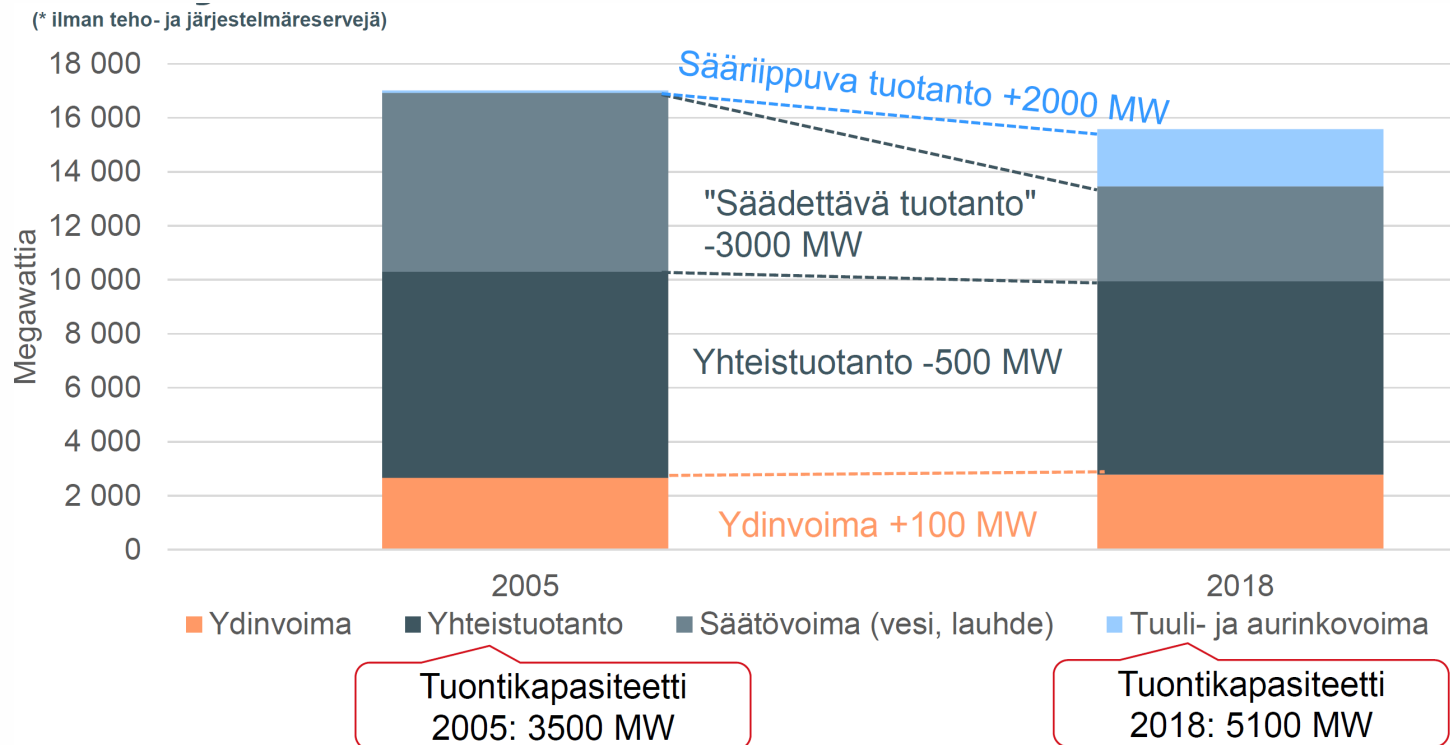 (* ilman teho- ja järjestelmäreservejä)
18 000
16 000
14 000
12 000
10 000
8 000
6 000
4 000
2 000
0
Megawattia
Sääriippuva tuotanto +2000 MW
"Säädettävä tuotanto"
-3000 MW
Yhteistuotanto -500 MW
Ydinvoima +100 MW
2005
2018
Ydinvoima
Yhteistuotanto
Säätövoima (vesi, lauhde)
Tuuli- ja aurinkovoima
Tuontikapasiteetti
2005: 3500 MW
Tuontikapasiteetti
2018: 5100 MW